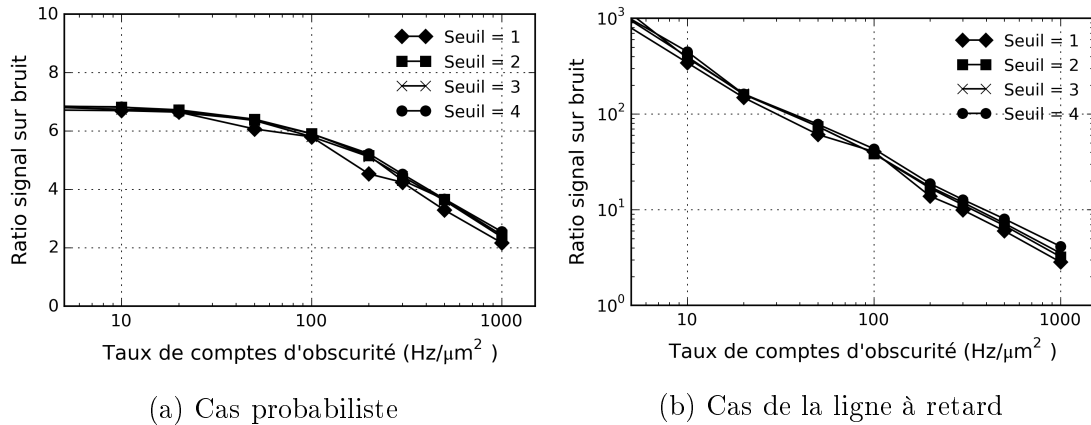 10
8
6
4
2
0
Ratio signal sur bruit
Seuil = 1
Seuil = 2
Seuil = 3
Seuil = 4
10 100 1000
Taux de comptes d'obscurité (Hz/μm²)
(a) Cas probabiliste
10³
10²
10¹
10⁰
Ratio signal sur bruit
Seuil = 1
Seuil = 2
Seuil = 3
Seuil = 4
10 100 1000
Taux de comptes d'obscurité (Hz/μm²)
(b) Cas de la ligne à retard